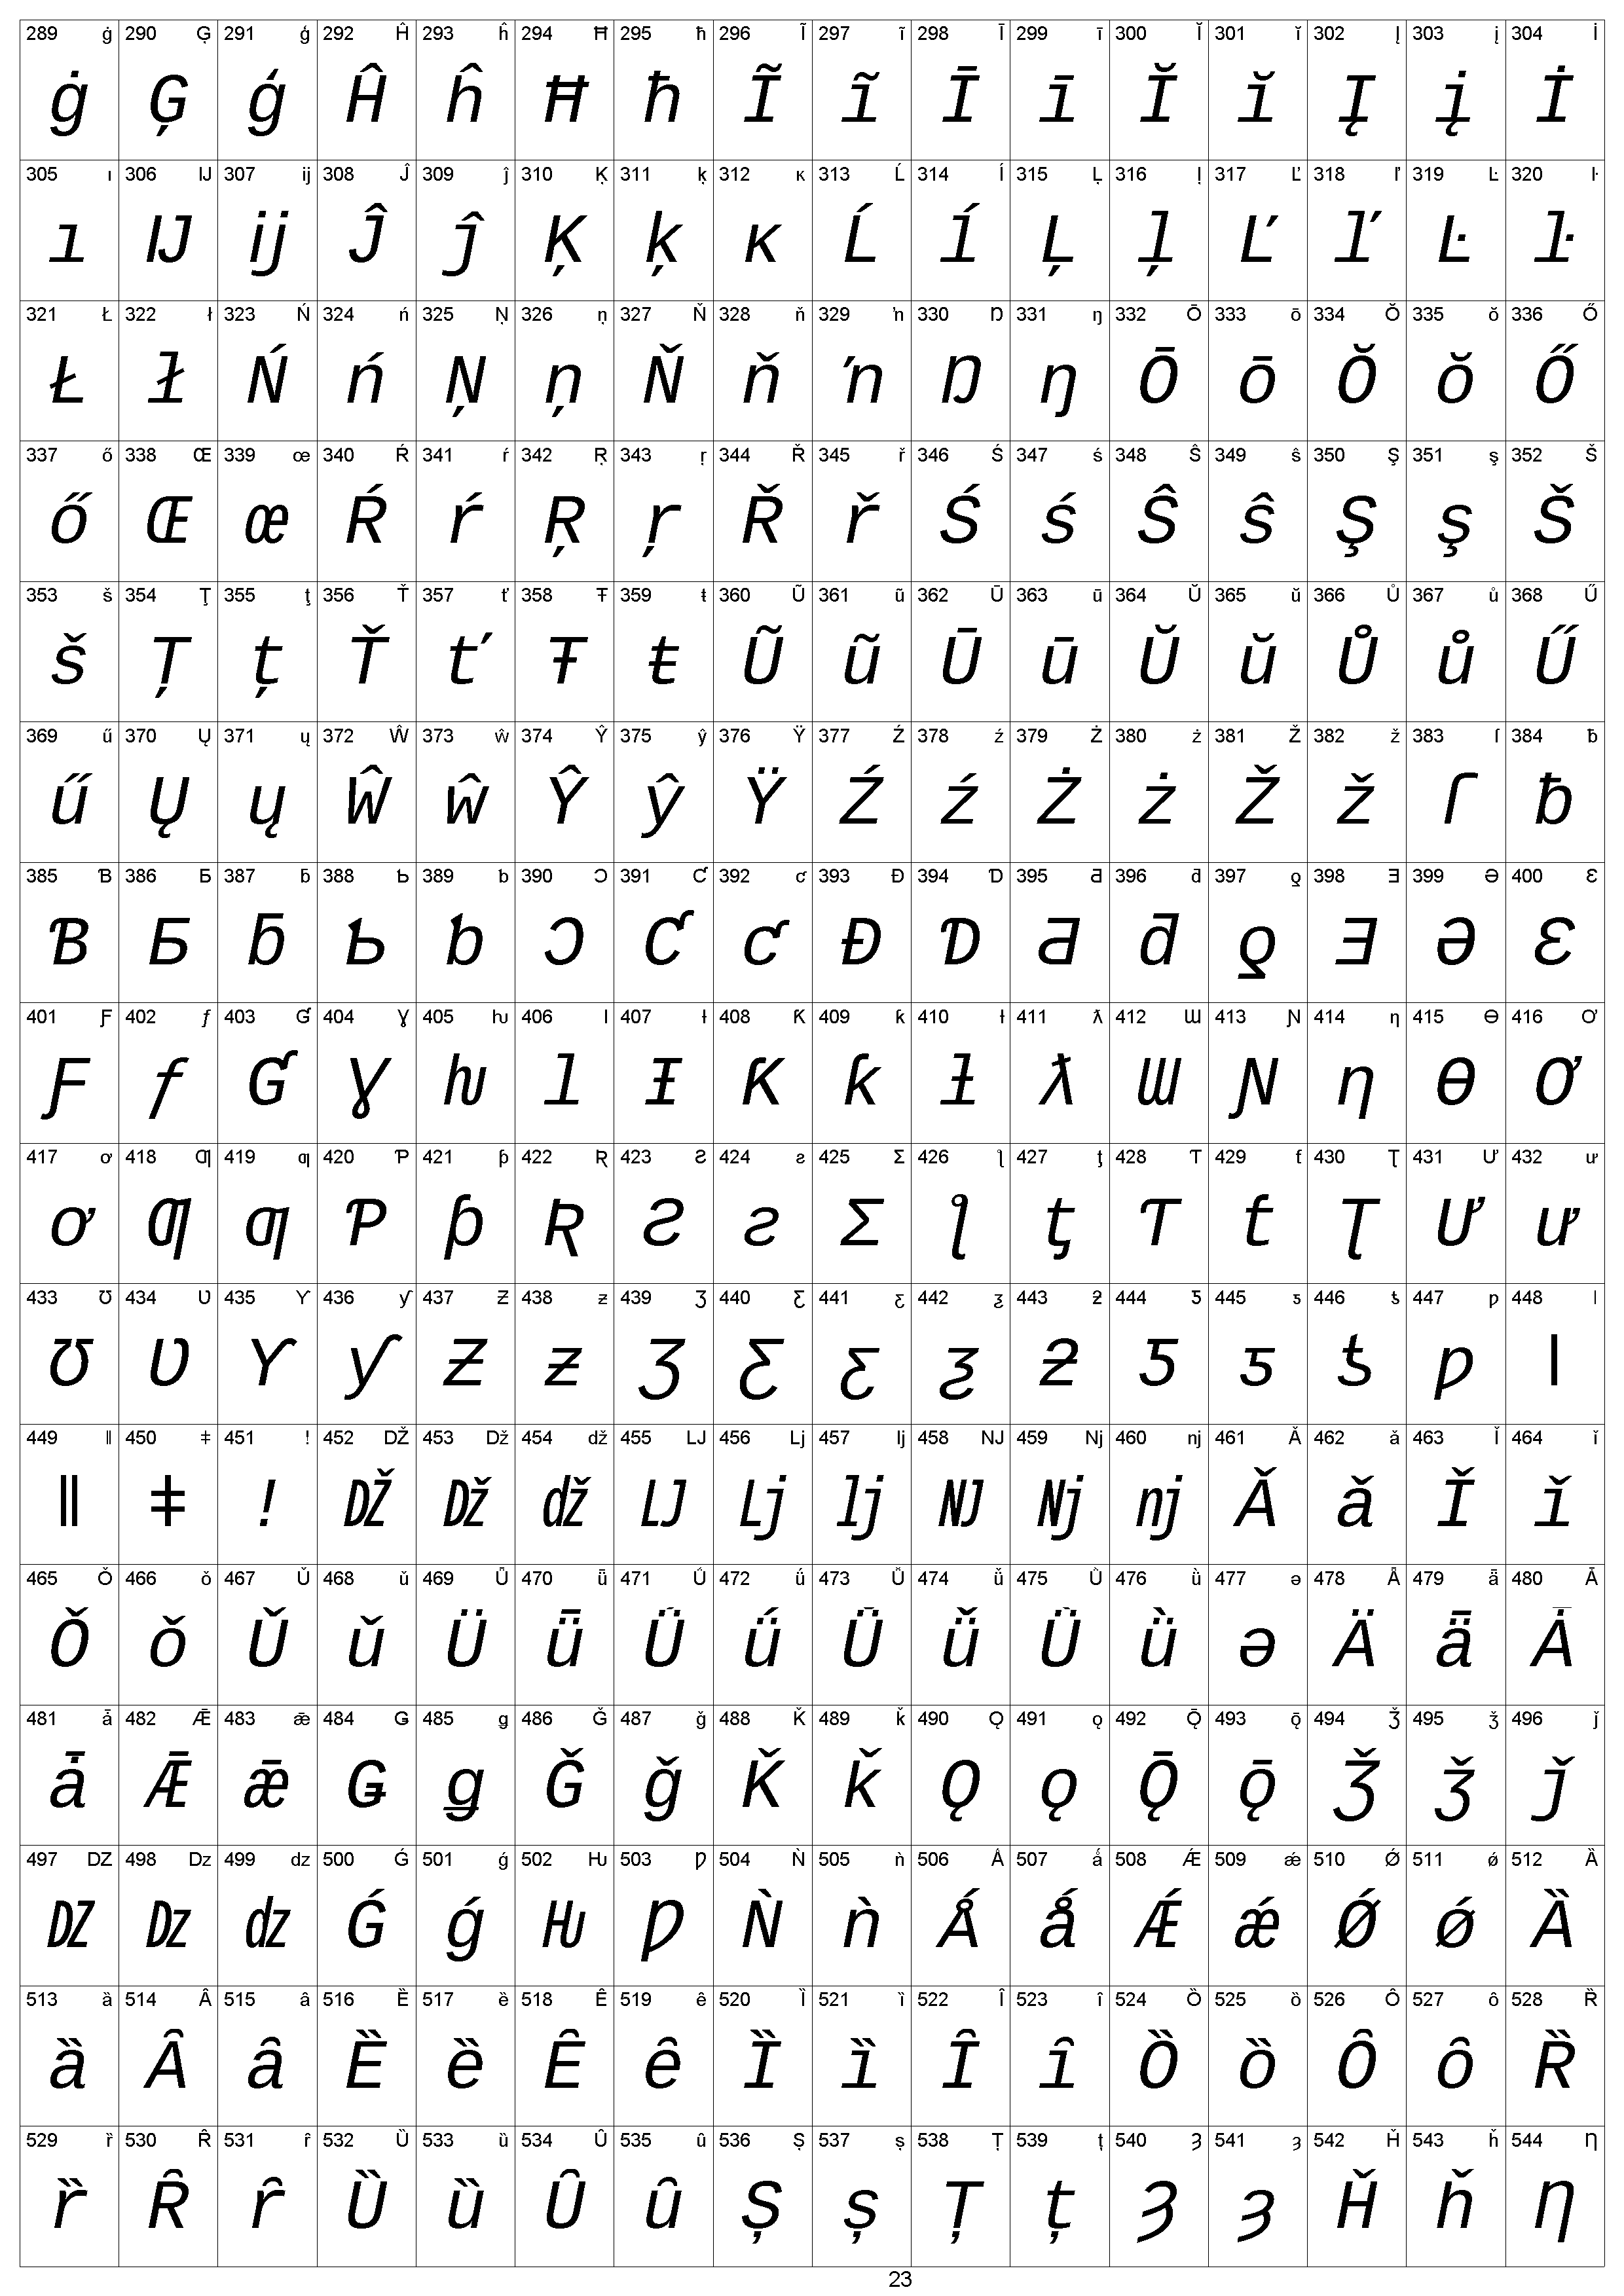 289 ġ 290 Ģ 291 ģ 292 Ĥ 293 ĥ 294 Ħ 295 ħ 296 Ĩ 297 ĩ 298 Ī 299 ī 300 Ĭ 301 ĭ 302 Į 303 į 304 İ
ġ Ģ ģ Ĥ ĥ Ħ ħ Ĩ ĩ Ī ī Ĭ ĭ Į į İ
305 ı 306 Ĳ 307 ĳ 308 Ĵ 309 ĵ 310 Ķ 311 ķ 312 ĸ 313 Ĺ 314 ĺ 315 Ļ 316 ļ 317 Ľ 318 ľ 319 Ŀ 320 ŀ
ı Ĳ ĳ Ĵ ĵ Ķ ķ ĸ Ĺ ĺ Ļ ļ Ľ ľ Ŀ ŀ
321 Ł 322 ł 323 Ń 324 ń 325 Ņ 326 ņ 327 Ň 328 ň 329 ŉ 330 Ŋ 331 ŋ 332 Ō 333 ō 334 Ŏ 335 ŏ 336 Ő
Ł ł Ń ń Ņ ņ Ň ň ŉ Ŋ ŋ Ō ō Ŏ ŏ Ő
337 ő 338 Œ 339 œ 340 Ŕ 341 ŕ 342 Ŗ 343 ŗ 344 Ř 345 ř 346 Ś 347 ś 348 Ŝ 349 ŝ 350 Ş 351 ş 352 Š
ő Œ œ Ŕ ŕ Ŗ ŗ Ř ř Ś ś Ŝ ŝ Ş ş Š
353 š 354 Ţ 355 ţ 356 Ť 357 ť 358 Ŧ 359 ŧ 360 Ũ 361 ũ 362 Ū 363 ū 364 Ŭ 365 ŭ 366 Ů 367 ů 368 Ű
š Ţ ţ Ť ť Ŧ ŧ Ũ ũ Ū ū Ŭ ŭ Ů ů Ű
369 ű 370 Ų 371 ų 372 Ŵ 373 ŵ 374 Ŷ 375 ŷ 376 Ÿ 377 Ź 378 ź 379 Ż 380 ż 381 Ž 382 ž 383 ſ 384 ƀ
ű Ų ų Ŵ ŵ Ŷ ŷ Ÿ Ź ź Ż ż Ž ž ſ ƀ
385 Ɓ 386 Ƃ 387 ƃ 388 Ƅ 389 ƅ 390 Ɔ 391 Ƈ 392 ƈ 393 Ɖ 394 Ɗ 395 Ƌ 396 ƌ 397 ƍ 398 Ǝ 399 Ə 400 Ɛ
Ɓ Ƃ ƃ Ƅ ƅ Ɔ Ƈ ƈ Ɖ Ɗ Ƌ ƌ ƍ Ǝ Ə Ɛ
401 Ƒ 402 ƒ 403 Ɠ 404 Ɣ 405 ƕ 406 Ɩ 407 Ɨ 408 Ƙ 409 ƙ 410 ƚ 411 ƛ 412 Ɯ 413 Ɲ 414 ƞ 415 Ɵ 416 Ơ
Ƒ ƒ Ɠ Ɣ ƕ Ɩ Ɨ Ƙ ƙ ƚ ƛ Ɯ Ɲ ƞ Ɵ Ơ
417 ơ 418 Ƣ 419 ƣ 420 Ƥ 421 ƥ 422 Ʀ 423 Ƨ 424 ƨ 425 Ʃ 426 ƪ 427 ƫ 428 Ƭ 429 ƭ 430 Ʈ 431 Ư 432 ư
ơ Ƣ ƣ Ƥ ƥ Ʀ Ƨ ƨ Ʃ ƪ ƫ Ƭ ƭ Ʈ Ư ư
433 Ʊ 434 Ʋ 435 Ƴ 436 ƴ 437 Ƶ 438 ƶ 439 Ʒ 440 Ƹ 441 ƹ 442 ƺ 443 ƻ 444 Ƽ 445 ƽ 446 ƾ 447 ƿ 448 ǀ
Ʊ Ʋ Ƴ ƴ Ƶ ƶ Ʒ Ƹ ƹ ƺ ƻ Ƽ ƽ ƾ ƿ ǀ
449 ǁ 450 ǂ 451 ǃ 452 Ǆ 453 ǅ 454 ǆ 455 Ǉ 456 ǈ 457 ǉ 458 Ǌ 459 ǋ 460 ǌ 461 Ǎ 462 ǎ 463 Ǐ 464 ǐ
ǁ ǂ ǃ Ǆ ǅ ǆ Ǉ ǈ ǉ Ǌ ǋ ǌ Ǎ ǎ Ǐ ǐ
465 Ǒ 466 ǒ 467 Ǔ 468 ǔ 469 Ǖ 470 ǖ 471 Ǘ 472 ǘ 473 Ǚ 474 ǚ 475 Ǜ 476 ǜ 477 ǝ 478 Ǟ 479 ǟ 480 Ǡ
Ǒ ǒ Ǔ ǔ Ǖ ǖ Ǘ ǘ Ǚ ǚ Ǜ ǜ ǝ Ǟ ǟ Ǡ
481 ǡ 482 Ǣ 483 ǣ 484 Ǥ 485 ǥ 486 Ǧ 487 ǧ 488 Ǩ 489 ǩ 490 Ǫ 491 ǫ 492 Ǭ 493 ǭ 494 Ǯ 495 ǯ 496 ǰ
ǡ Ǣ ǣ Ǥ ǥ Ǧ ǧ Ǩ ǩ Ǫ ǫ Ǭ ǭ Ǯ ǯ ǰ
497 Ǳ 498 ǲ 499 ǳ 500 Ǵ 501 ǵ 502 Ƕ 503 Ƿ 504 Ǹ 505 ǹ 506 Ǻ 507 ǻ 508 Ǽ 509 ǽ 510 Ǿ 511 ǿ 512 Ȁ
Ǳ ǲ ǳ Ǵ ǵ Ƕ Ƿ Ǹ ǹ Ǻ ǻ Ǽ ǽ Ǿ ǿ Ȁ
513 ȁ 514 Ȃ 515 ȃ 516 Ȅ 517 ȅ 518 Ȇ 519 ȇ 520 Ȉ 521 ȉ 522 Ȋ 523 ȋ 524 Ȍ 525 ȍ 526 Ȏ 527 ȏ 528 Ȑ
ȁ Ȃ ȃ Ȅ ȅ Ȇ ȇ Ȉ ȉ Ȋ ȋ Ȍ ȍ Ȏ ȏ Ȑ
529 ȑ 530 Ȓ 531 ȓ 532 Ȕ 533 ȕ 534 Ȗ 535 ȗ 536 Ș 537 ș 538 Ț 539 ț 540 Ȝ 541 ȝ 542 Ȟ 543 ȟ 544 Ƞ
ȑ Ȓ ȓ Ȕ ȕ Ȗ ȗ Ș ș Ț ț Ȝ ȝ Ȟ ȟ Ƞ
23